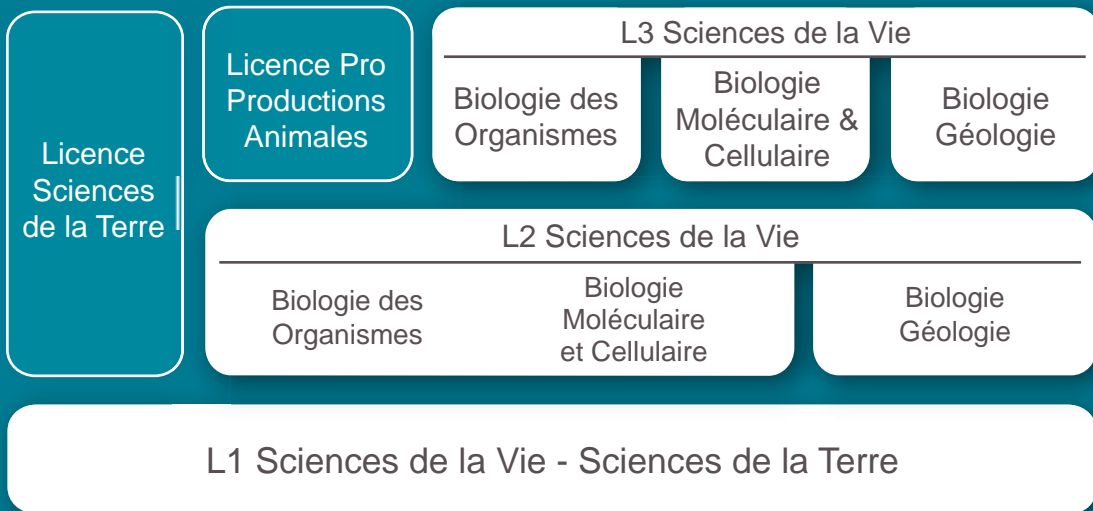 L3 Sciences de la Vie
Licence Pro
Productions
Animales
Biologie des
Organismes
Biologie
Moléculaire &
Cellulaire
Biologie
Géologie
Licence
Sciences
de la Terre
L2 Sciences de la Vie
Biologie des
Organismes
Biologie
Moléculaire
et Cellulaire
Biologie
Géologie
L1 Sciences de la Vie - Sciences de la Terre